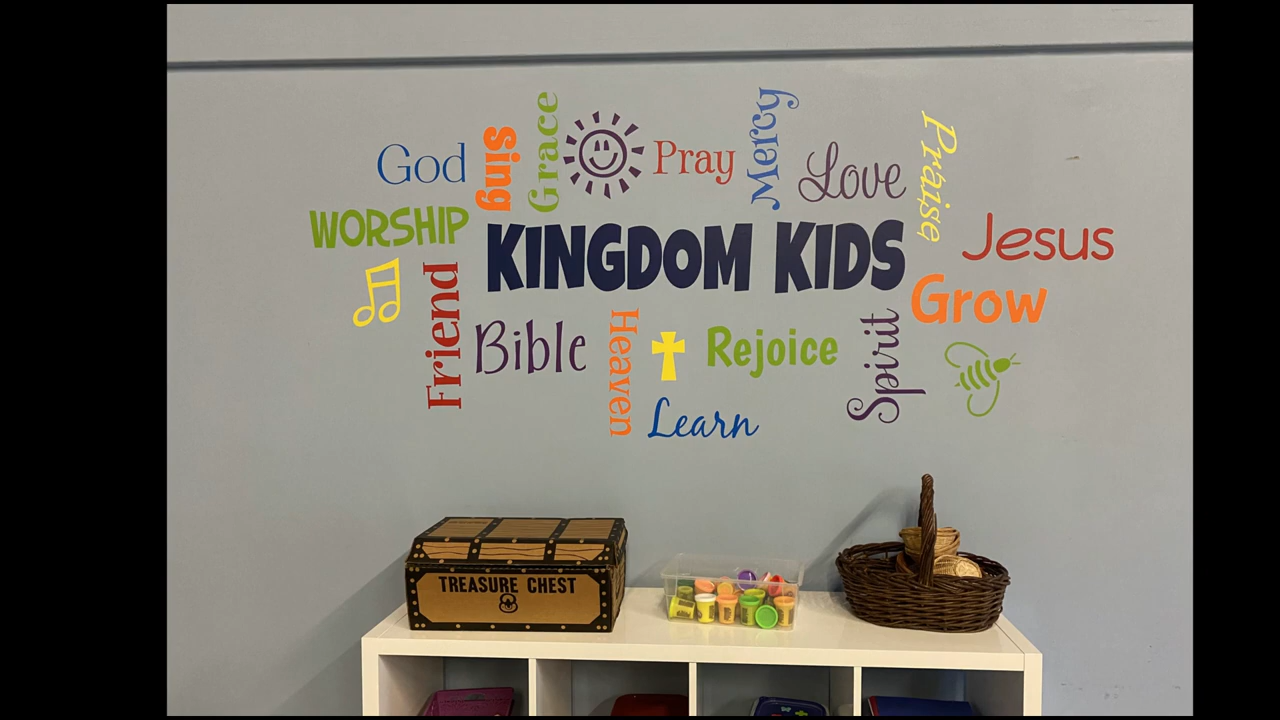 God
Sing
Grace
Pray
Mercy
Love
Praise
WORSHIP
KINGDOM KIDS
Jesus
Friend
Bible
Heaven
Rejoice
Spirit
Grow
Learn
TREASURE CHEST